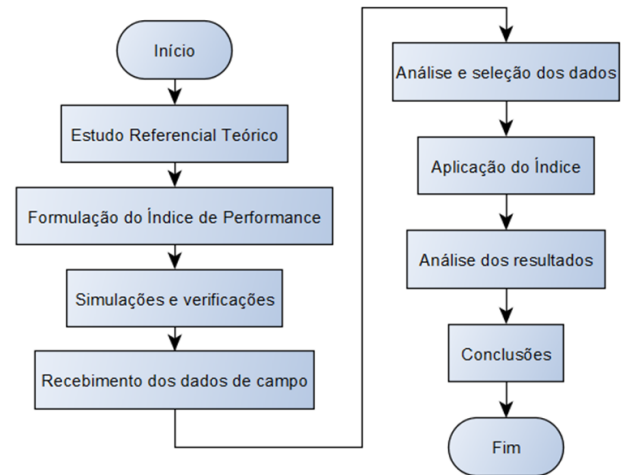 Início
Estudo Referencial Teórico
Formulação do Índice de Performance
Simulações e verificações
Recebimento dos dados de campo
Análise e seleção dos dados
Aplicação do Índice
Análise dos resultados
Conclusões
Fim